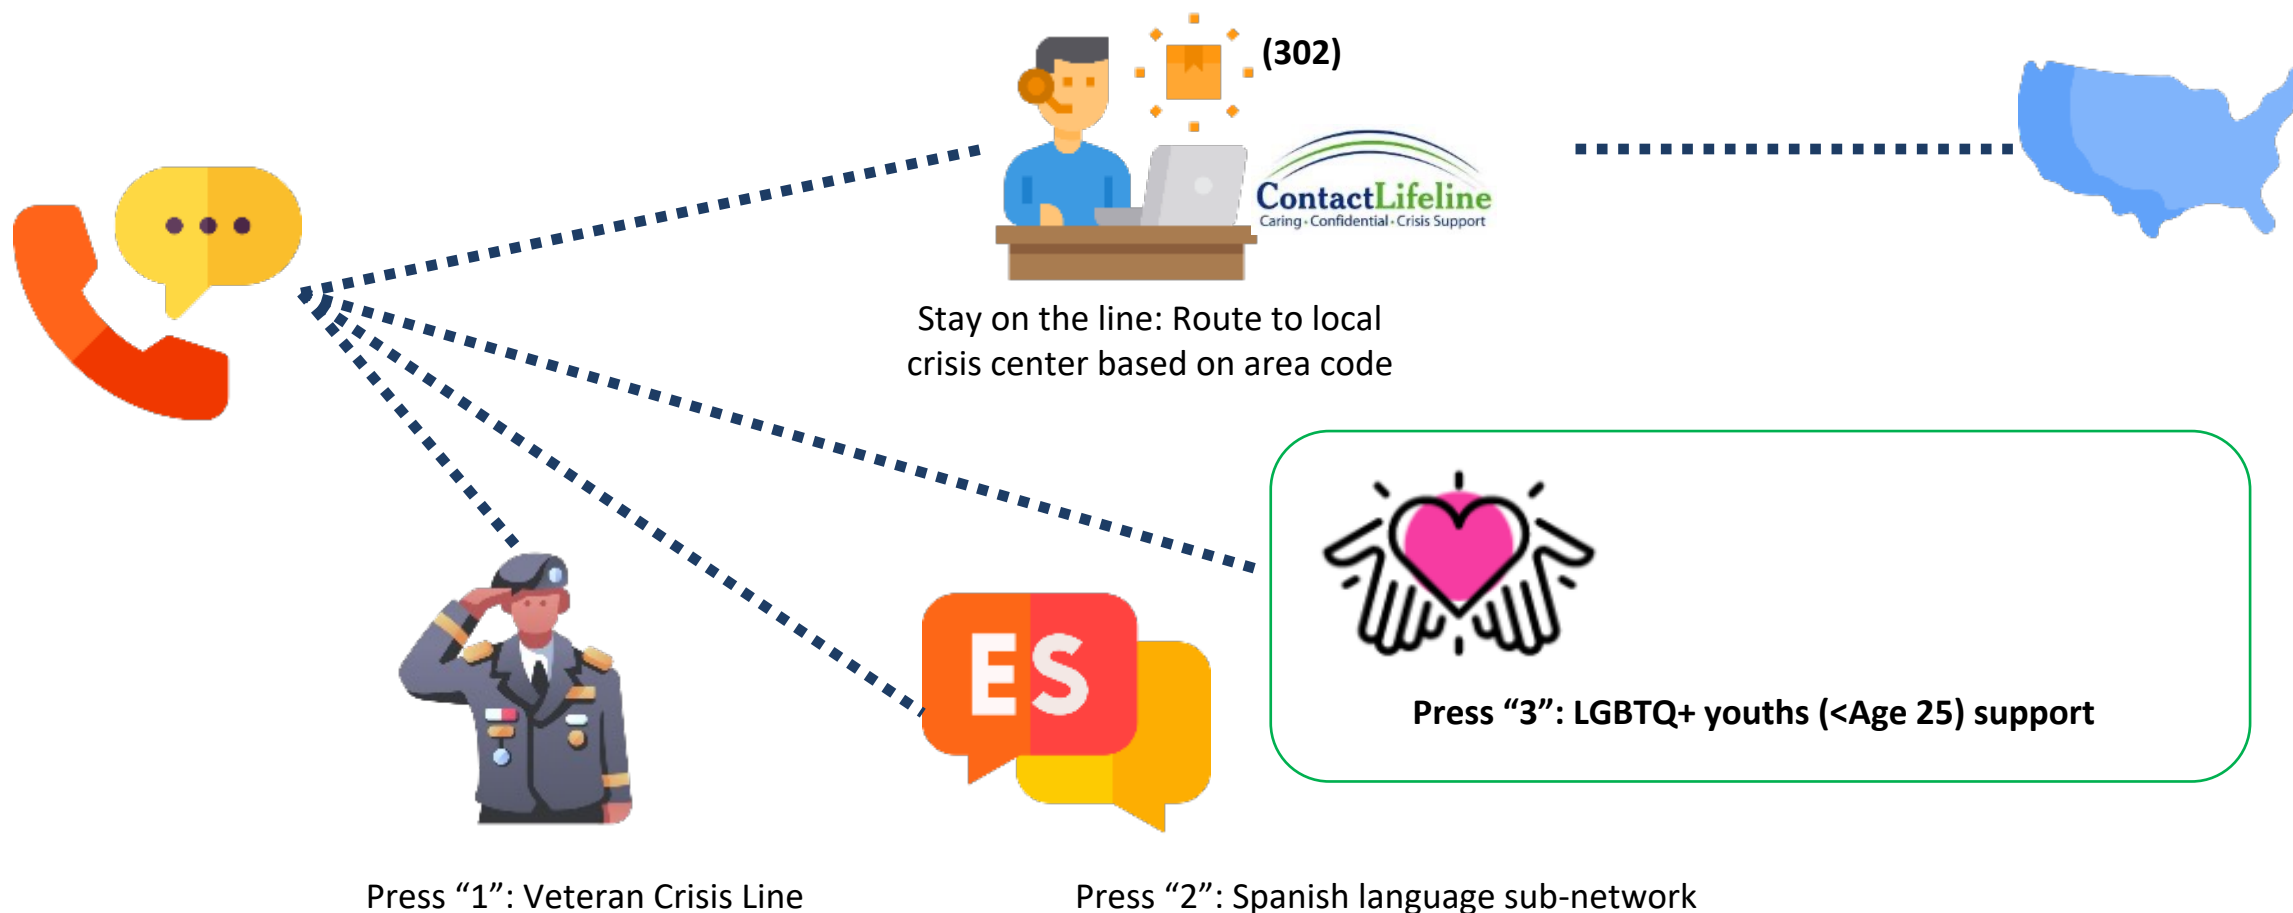 (302)
ContactLifeline
Caring · Confidential · Crisis Support
Stay on the line: Route to local
crisis center based on area code
ES
Press “3”: LGBTQ+ youths (<Age 25) support
Press “1”: Veteran Crisis Line
Press “2”: Spanish language sub-network